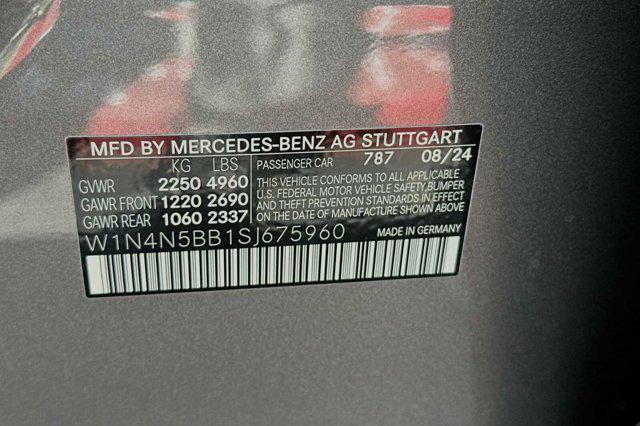 MFD BY MERCEDES-BENZ AG STUTTGART
KG LBS PASSENGER CAR 787 08/24
GVWR 2250 4960
GAWR FRONT 1220 2690
GAWR REAR 1060 2337
THIS VEHICLE CONFORMS TO ALL APPLICABLE
U.S. FEDERAL MOTOR VEHICLE SAFETY, BUMPER
AND THEFT PREVENTION STANDARDS IN EFFECT
ON THE DATE OF MANUFACTURE SHOWN ABOVE
W1N4N5BB1SJ675960 MADE IN GERMANY